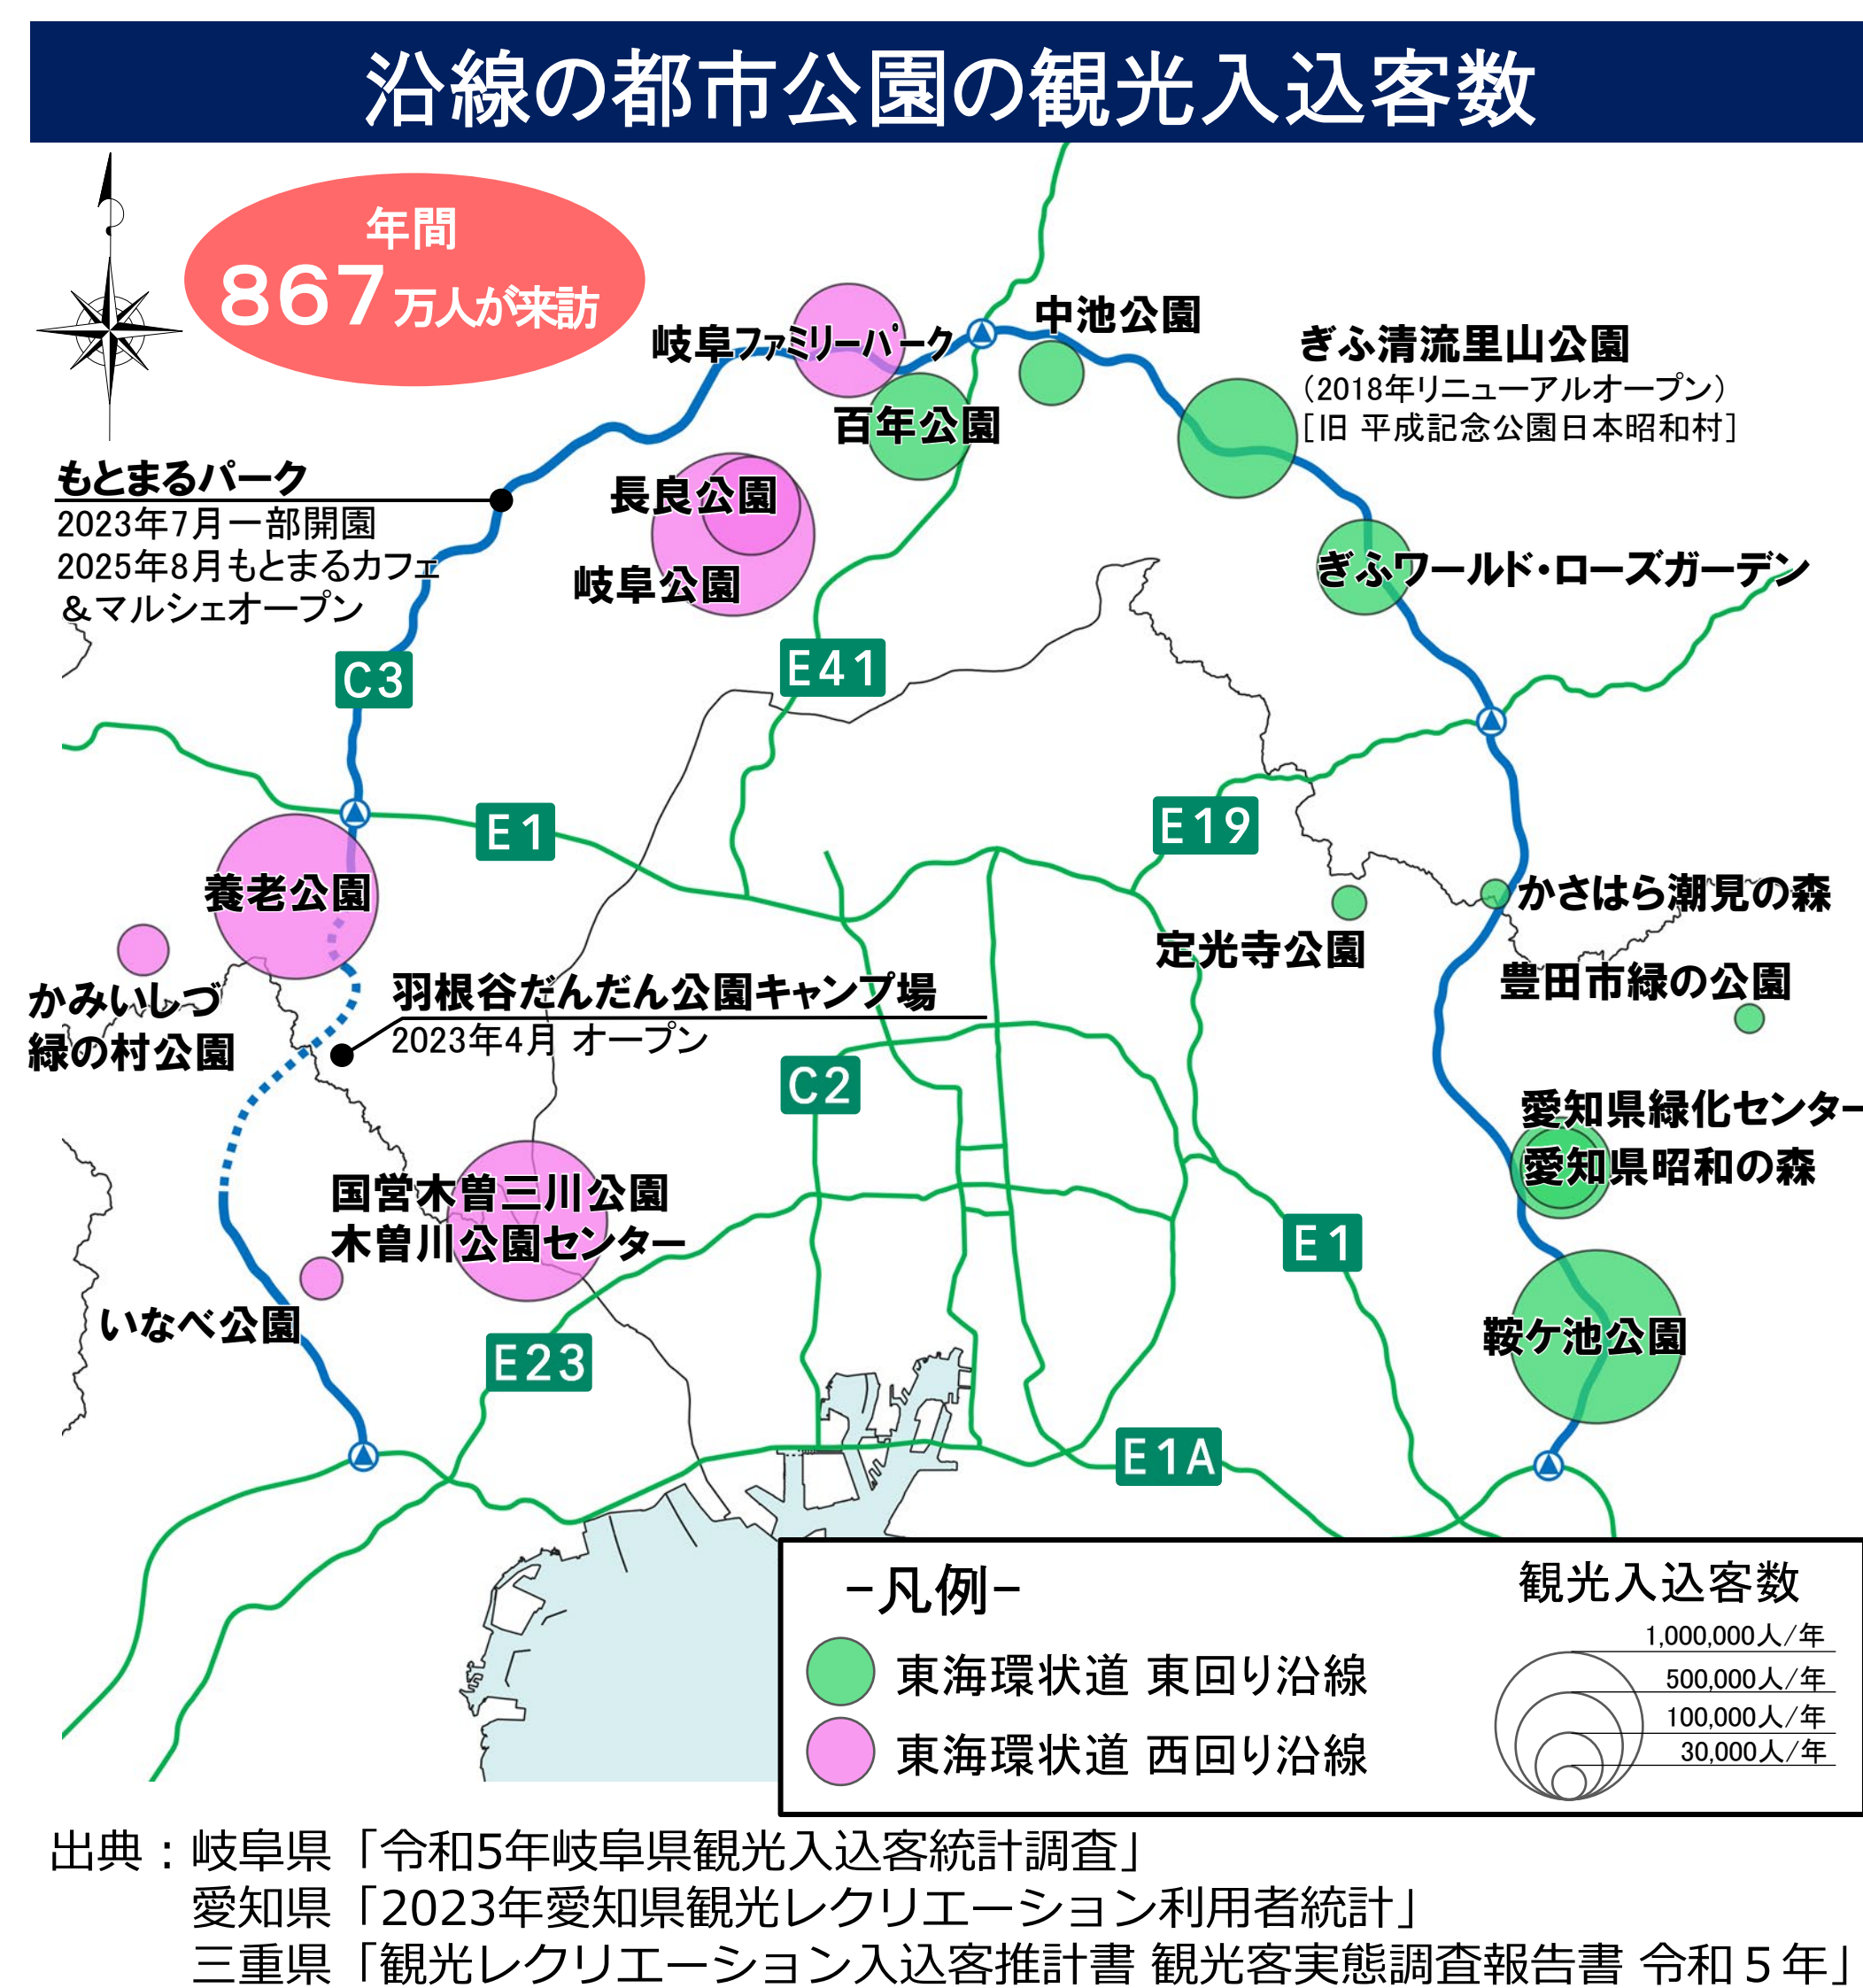 沿線の都市公園の観光入込客数
年間
867万人が来訪
岐阜ファミリーパーク
中池公園
ぎふ清流里山公園
(2018年リニューアルオープン)
[旧 平成記念公園日本昭和村]
百年公園
もとまるパーク
2023年7月一部開園
2025年8月もとまるカフェ
&マルシェオープン
長良公園
岐阜公園
ぎふワールド・ローズガーデン
C3
E41
E1
E19
養老公園
かさはら潮見の森
定光寺公園
豊田市緑の公園
かみいしづ
緑の村公園
羽根谷だんだん公園キャンプ場
2023年4月 オープン
C2
愛知県緑化センター
愛知県昭和の森
国営木曽三川公園
木曽川公園センター
E1
いなべ公園
鞍ケ池公園
E23
E1A
-凡例-
東海環状道 東回り沿線
東海環状道 西回り沿線
観光入込客数
1,000,000人/年
500,000人/年
100,000人/年
30,000人/年
出典：岐阜県「令和5年岐阜県観光入込客統計調査」
愛知県「2023年愛知県観光レクリエーション利用者統計」
三重県「観光レクリエーション入込客推計書 観光客実態調査報告書 令和５年」